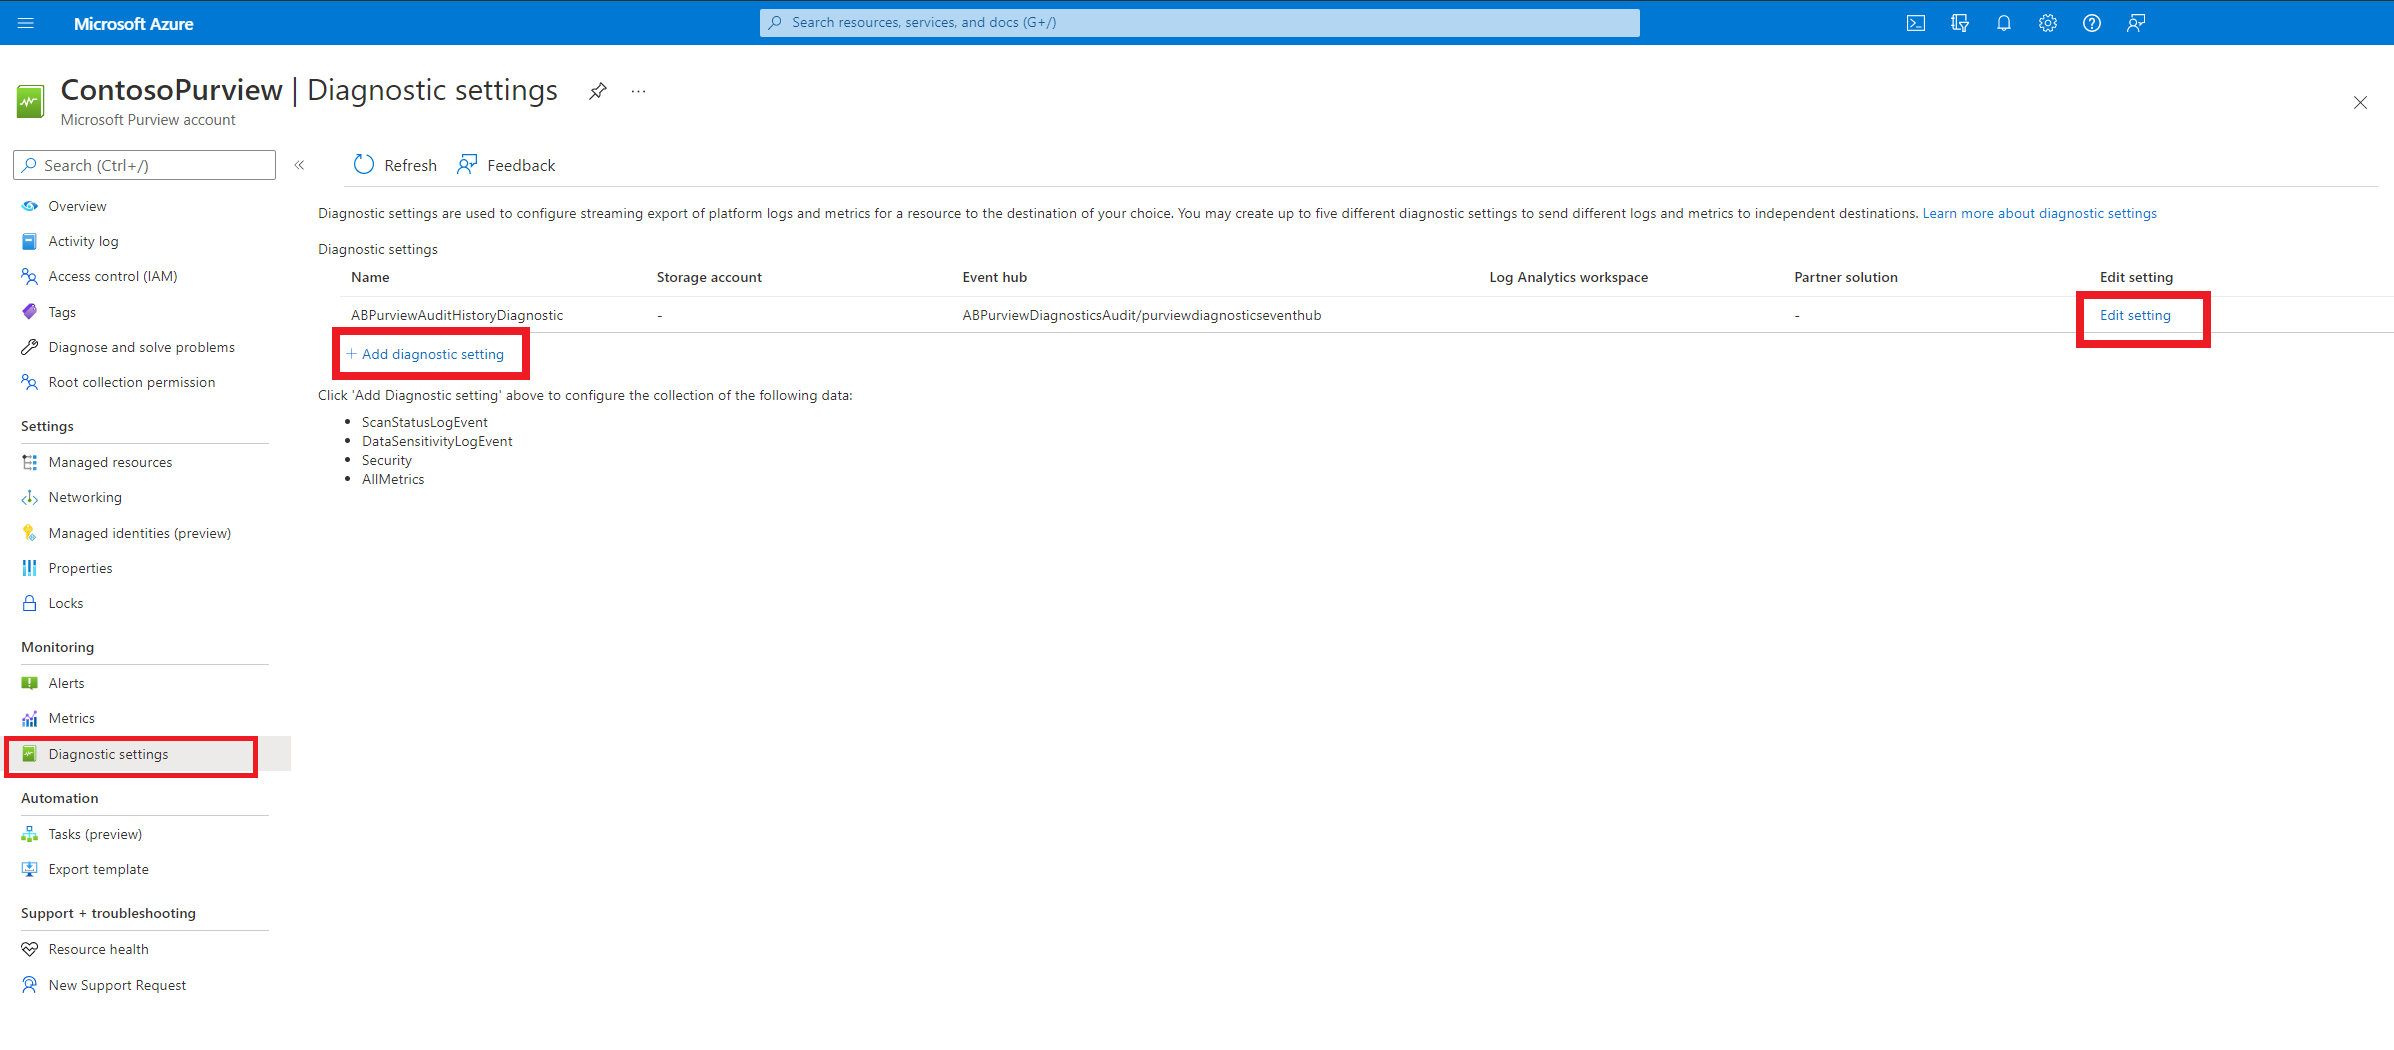 Microsoft Azure
Search resources, services, and docs (G+/)
ContosoPurview | Diagnostic settings
Microsoft Purview account
Search (Ctrl+/)
Refresh
Feedback
Overview
Activity log
Access control (IAM)
Tags
Diagnose and solve problems
Root collection permission
Settings
Managed resources
Networking
Managed identities (preview)
Properties
Locks
Monitoring
Alerts
Metrics
Diagnostic settings
Automation
Tasks (preview)
Export template
Support + troubleshooting
Resource health
New Support Request
Diagnostic settings are used to configure streaming export of platform logs and metrics for a resource to the destination of your choice. You may create up to five different diagnostic settings to send different logs and metrics to independent destinations. Learn more about diagnostic settings
Diagnostic settings
Name Storage account Event hub Log Analytics workspace Partner solution Edit setting
ABPurviewAuditHistoryDiagnostic - ABPurviewDiagnosticsAudit/purviewdiagnosticseventhub - Edit setting
+ Add diagnostic setting
Click 'Add Diagnostic setting' above to configure the collection of the following data:
• ScanStatusLogEvent
• DataSensitivityLogEvent
• Security
• AllMetrics